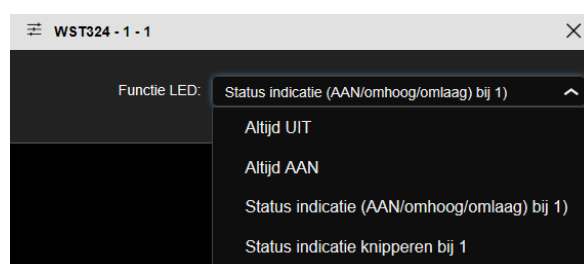 WST324 - 1 - 1
Functie LED: Status indicatie (AAN/omhoog/omlaag) bij 1)
Altijd UIT
Altijd AAN
Status indicatie (AAN/omhoog/omlaag) bij 1)
Status indicatie knipperen bij 1